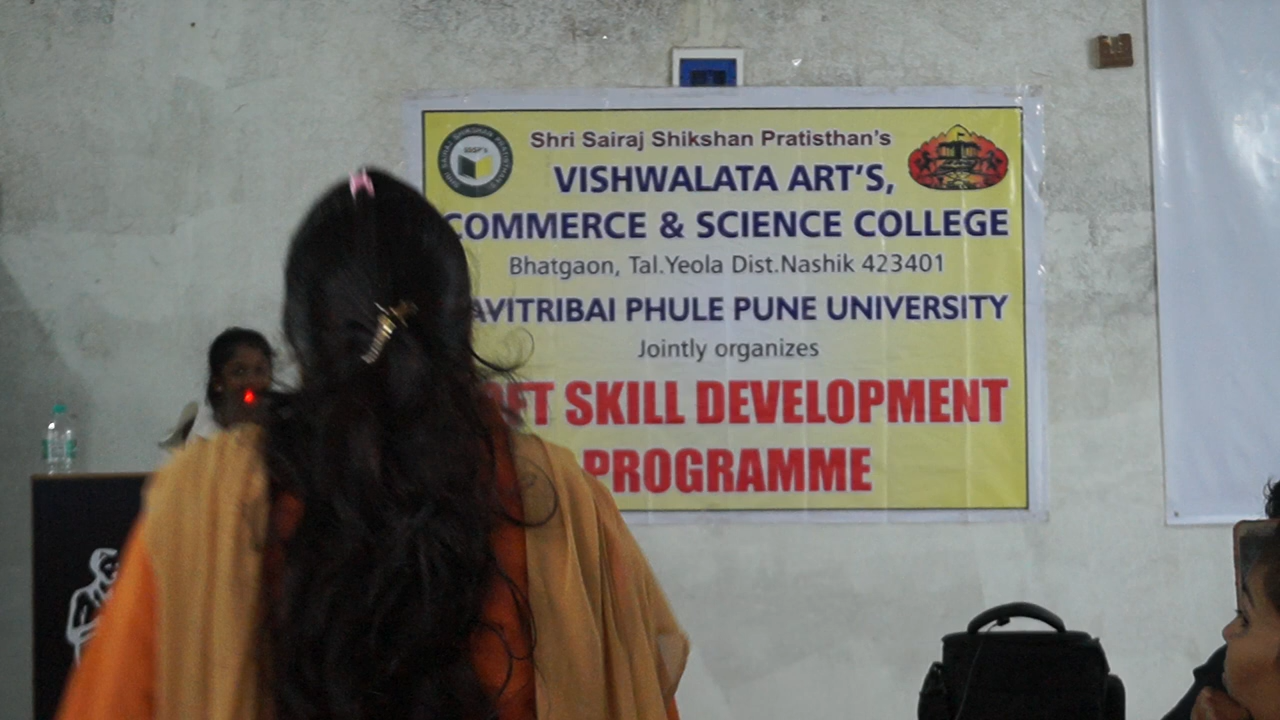 Shri Sairaj Shikshan Pratisthan's
VISHWALATA ART'S,
COMMERCE & SCIENCE COLLEGE
Bhatgaon, Tal.Yeola Dist.Nashik 423401
AVITRIBAI PHULE PUNE UNIVERSITY
Jointly organizes
FT SKILL DEVELOPMENT
PROGRAMME